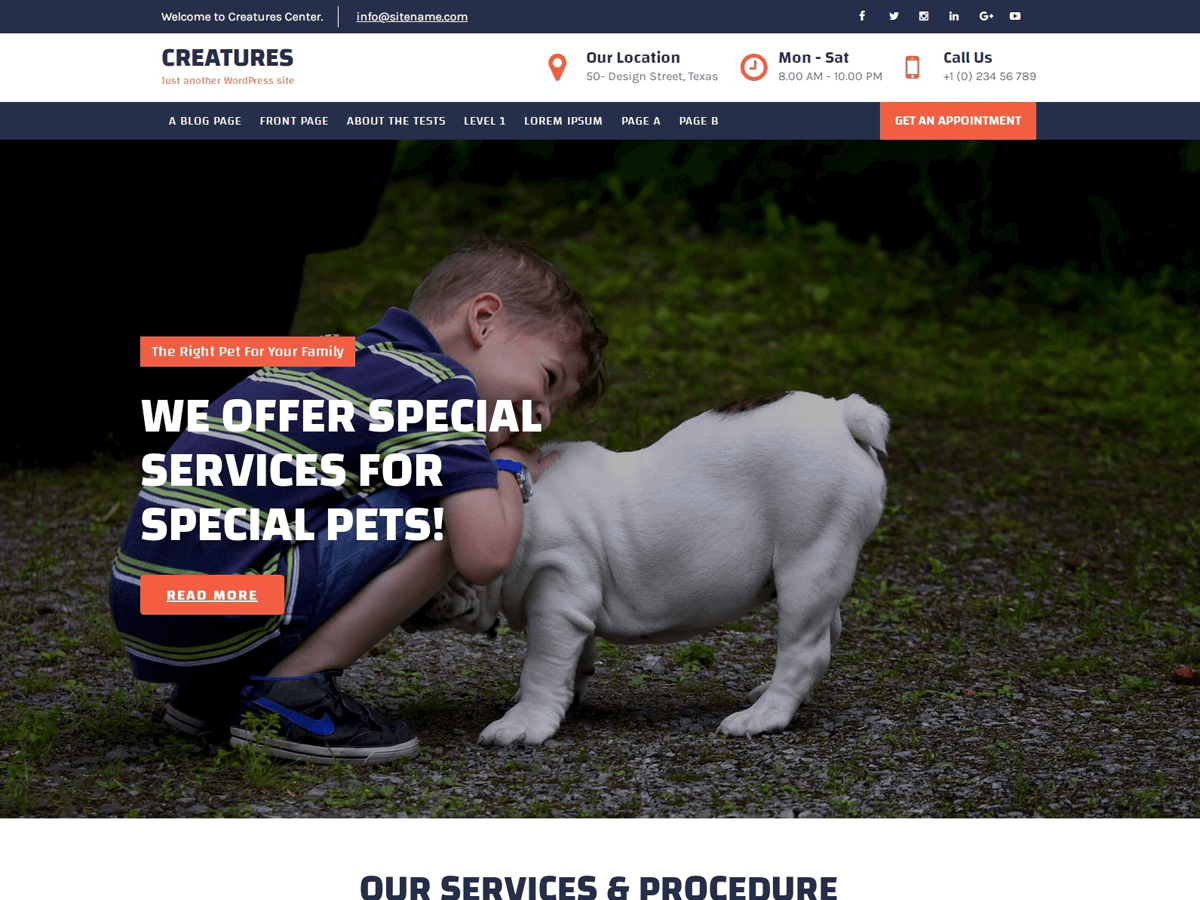 Welcome to Creatures Center.
info@sitename.com
CREATURES
Just another WordPress site
Our Location
50- Design Street, Texas
Mon - Sat
8.00 AM - 10.00 PM
Call Us
+1 (0) 234 56 789
A BLOG PAGE FRONT PAGE ABOUT THE TESTS LEVEL 1 LOREM IPSUM PAGE A PAGE B
GET AN APPOINTMENT
The Right Pet For Your Family
WE OFFER SPECIAL
SERVICES FOR
SPECIAL PETS!
READ MORE
OUR SERVICES & PROCEDURE